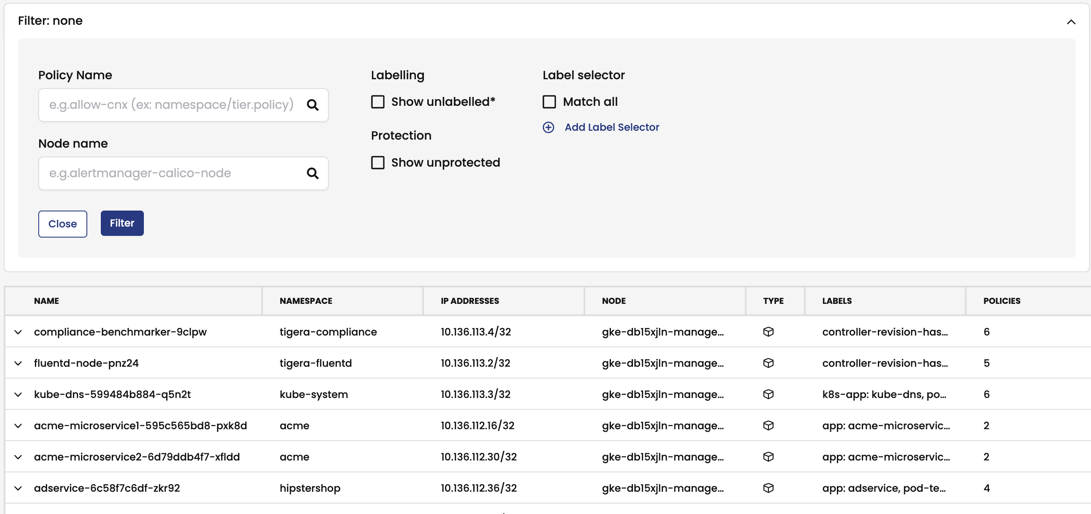 Filter: none
Policy Name
e.g.allow-cnx (ex: namespace/tier.policy)
Node name
e.g.alertmanager-calico-node
Close Filter
Labelling
Show unlabelled*
Protection
Show unprotected
Label selector
Match all
Add Label Selector
NAME NAMESPACE IP ADDRESSES NODE TYPE LABELS POLICIES
compliance-benchmarker-9clpw tigera-compliance 10.136.113.4/32 gke-db15xjln-manage... controller-revision-has... 6
fluentd-node-pnz24 tigera-fluentd 10.136.113.2/32 gke-db15xjln-manage... controller-revision-has... 5
kube-dns-599484b884-q5n2t kube-system 10.136.113.3/32 gke-db15xjln-manage... k8s-app: kube-dns, po... 6
acme-microservice1-595c565bd8-pxk8d acme 10.136.112.16/32 gke-db15xjln-manage... app: acme-microservic... 2
acme-microservice2-6d79ddb4f7-xfldd acme 10.136.112.30/32 gke-db15xjln-manage... app: acme-microservic... 2
adservice-6c58f7c6df-zkr92 hipstershop 10.136.112.36/32 gke-db15xjln-manage... app: adservice, pod-te... 4